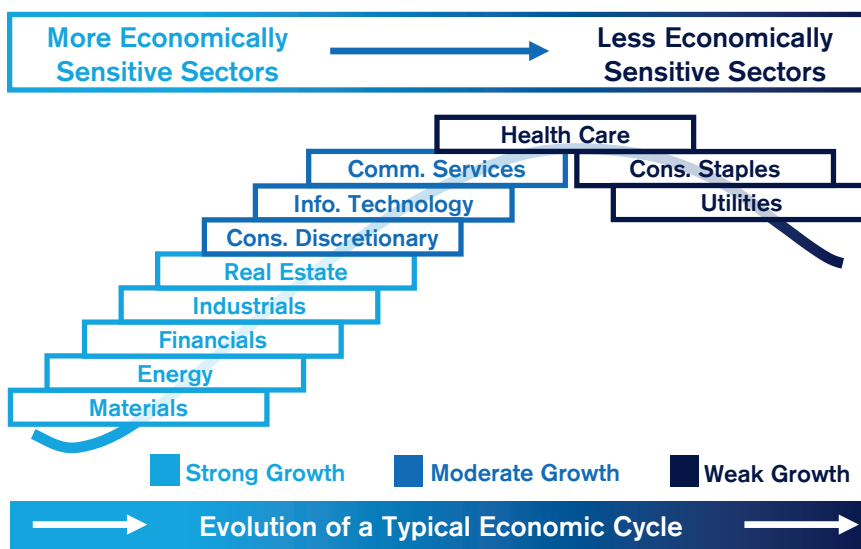 More Economically
Sensitive Sectors
Less Economically
Sensitive Sectors
Health Care
Comm. Services
Cons. Staples
Info. Technology
Utilities
Cons. Discretionary
Real Estate
Industrials
Financials
Energy
Materials
Strong Growth
Moderate Growth
Weak Growth
Evolution of a Typical Economic Cycle